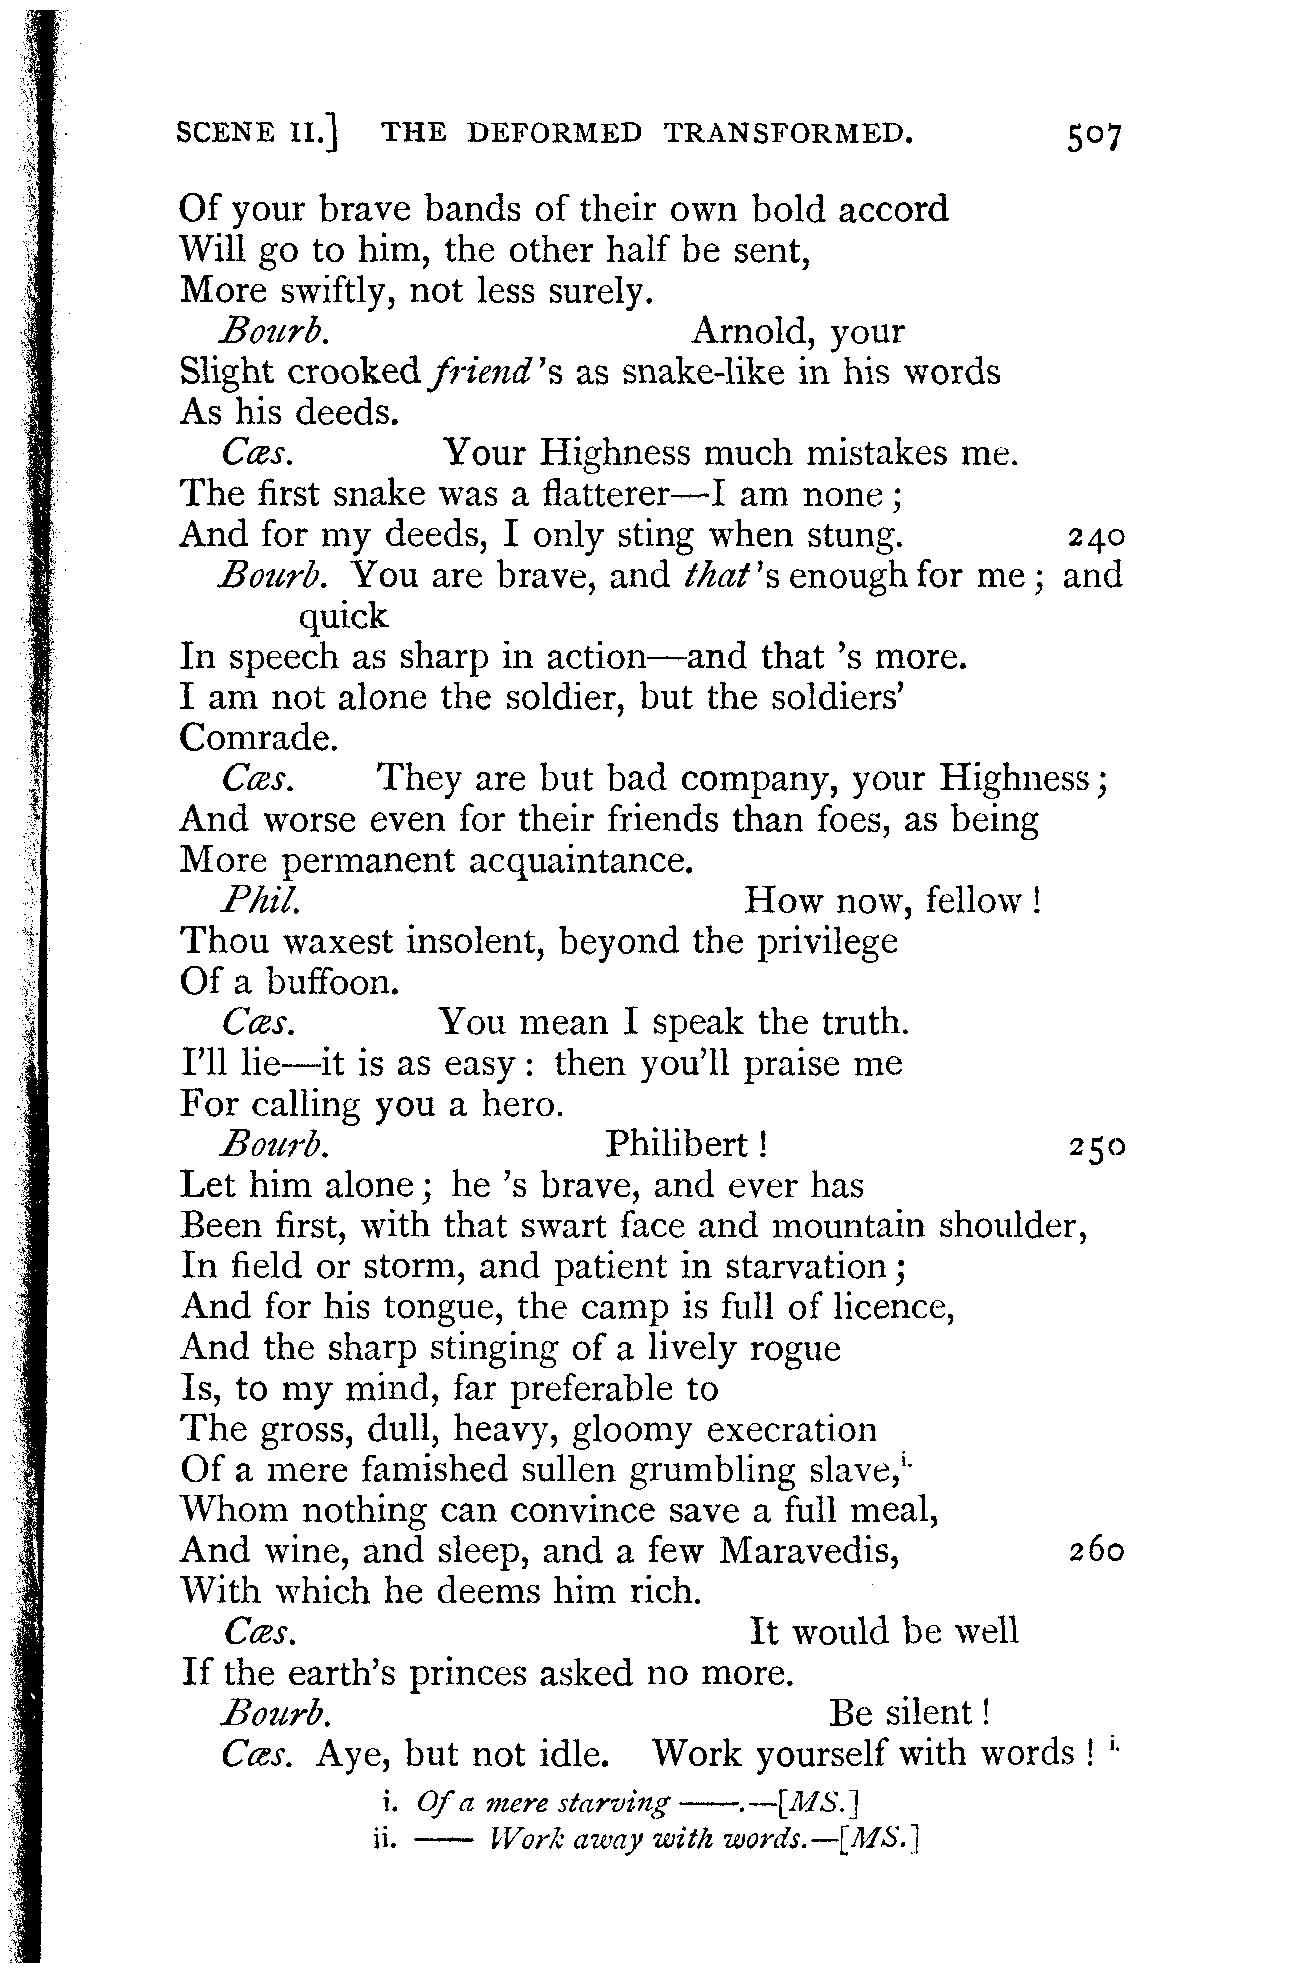 SCENE II.] THE DEFORMED TRANSFORMED. 507
Of your brave bands of their own bold accord
Will go to him, the other half be sent,
More swiftly, not less surely.
Bourb. Arnold, your
Slight crooked friend's as snake-like in his words
As his deeds.
Cæs. Your Highness much mistakes me.
The first snake was a flatterer—I am none;
And for my deeds, I only sting when stung. 240
Bourb. You are brave, and that's enough for me; and
quick
In speech as sharp in action—and that 's more.
I am not alone the soldier, but the soldiers'
Comrade.
Cæs. They are but bad company, your Highness;
And worse even for their friends than foes, as being
More permanent acquaintance.
Phil. How now, fellow!
Thou waxest insolent, beyond the privilege
Of a buffoon.
Cæs. You mean I speak the truth.
I'll lie—it is as easy: then you'll praise me
For calling you a hero.
Bourb. Philibert! 250
Let him alone; he 's brave, and ever has
Been first, with that swart face and mountain shoulder,
In field or storm, and patient in starvation;
And for his tongue, the camp is full of licence,
And the sharp stinging of a lively rogue
Is, to my mind, far preferable to
The gross, dull, heavy, gloomy execration
Of a mere famished sullen grumbling slave,i.
Whom nothing can convince save a full meal,
And wine, and sleep, and a few Maravedis, 260
With which he deems him rich.
Cæs. It would be well
If the earth's princes asked no more.
Bourb. Be silent!
Cæs. Aye, but not idle. Work yourself with words! i.
i. Of a mere starving ——.—[MS.]
ii. —— Work away with words.—[MS.]